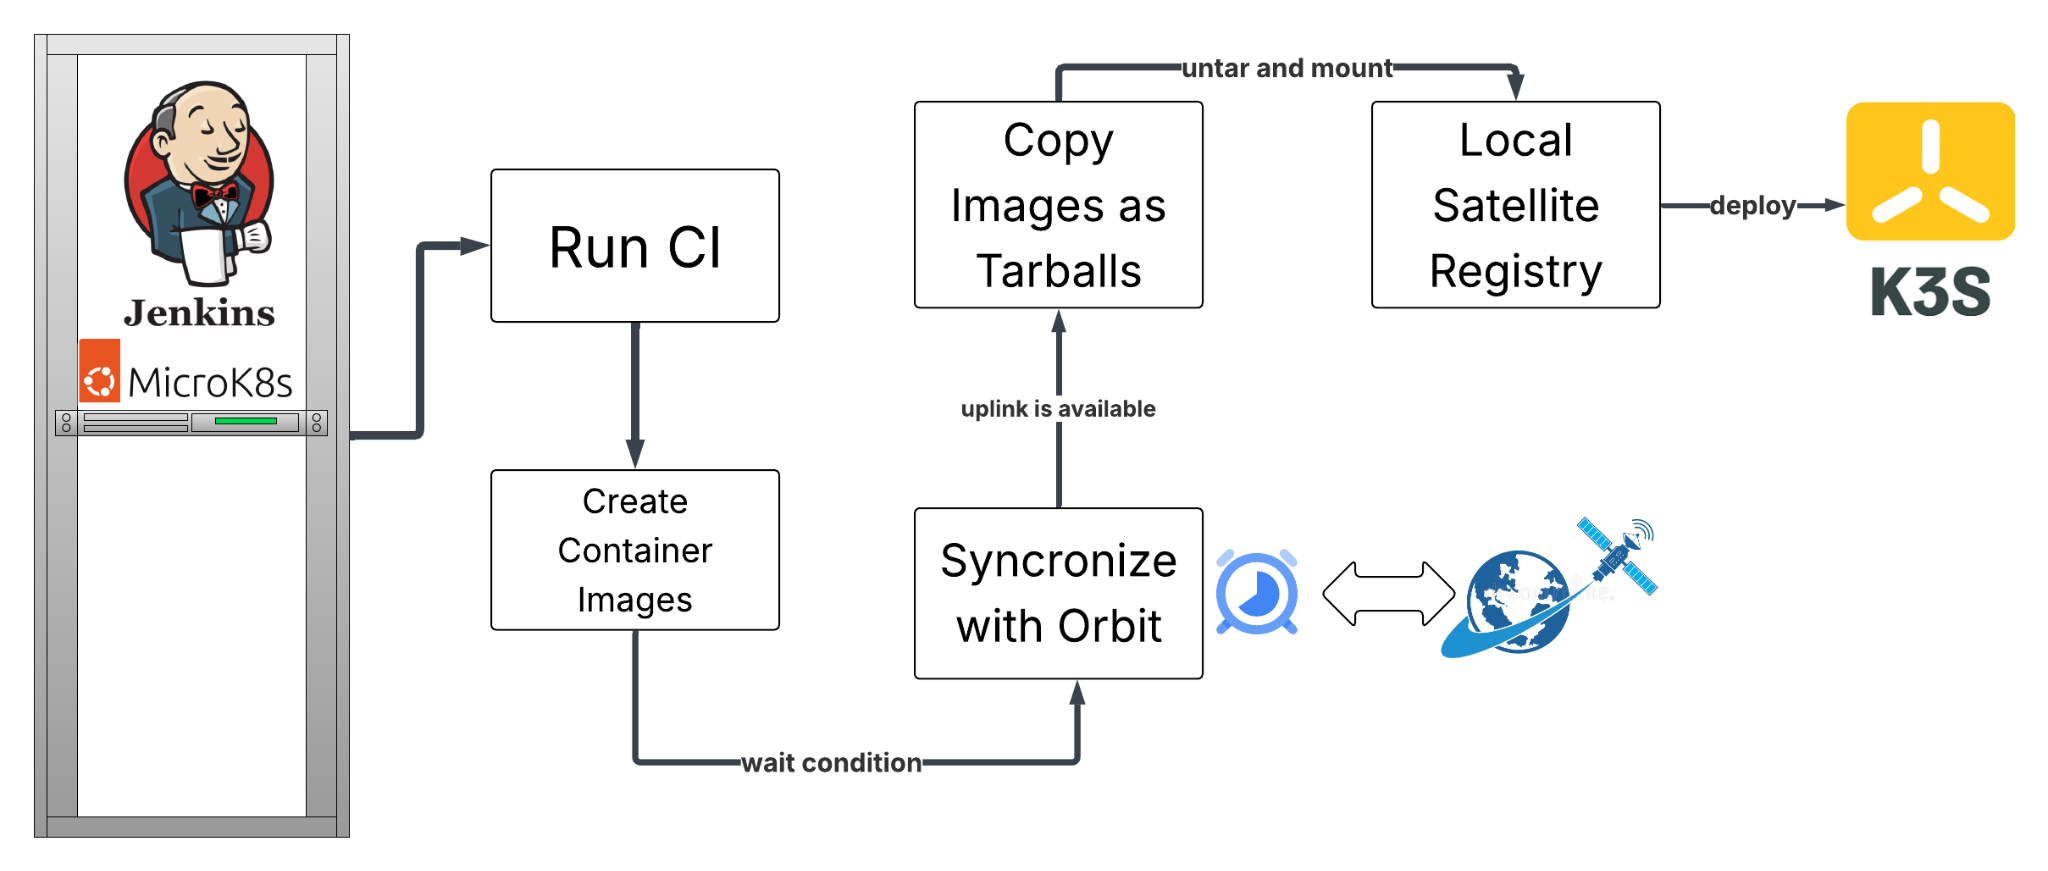 Jenkins
MicroK8s
Run CI
Create
Container
Images
wait condition
Syncronize
with Orbit
uplink is available
Copy
Images as
Tarballs
untar and mount
Local
Satellite
Registry
deploy
K3S